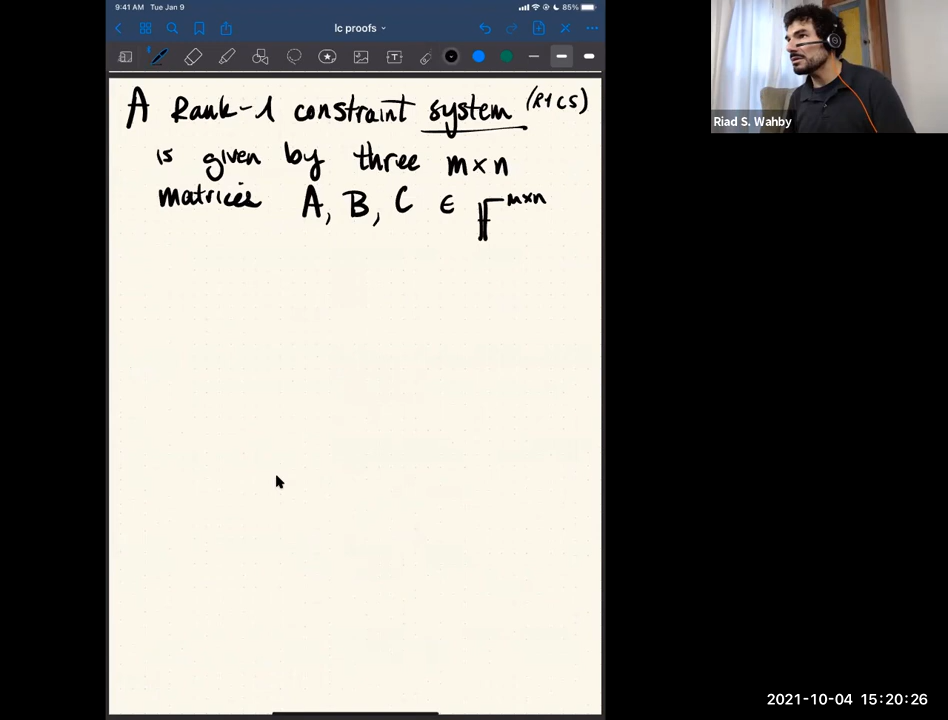 9:41 AM Tue Jan 9
85%
lc proofs
A Rank-1 constraint system (R1CS)
is given by three m×n
matrices A, B, C ∈ 𝔽^{m×n}
Riad S. Wahby
2021-10-04 15:20:26